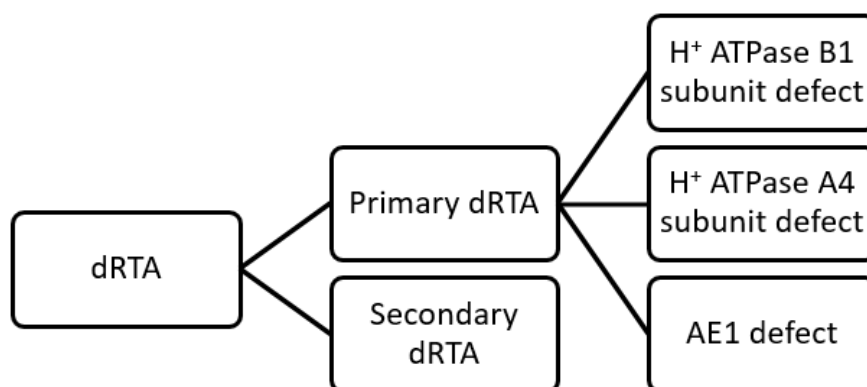 H⁺ ATPase B1
subunit defect
Primary dRTA
H⁺ ATPase A4
subunit defect
dRTA
Secondary
dRTA
AE1 defect